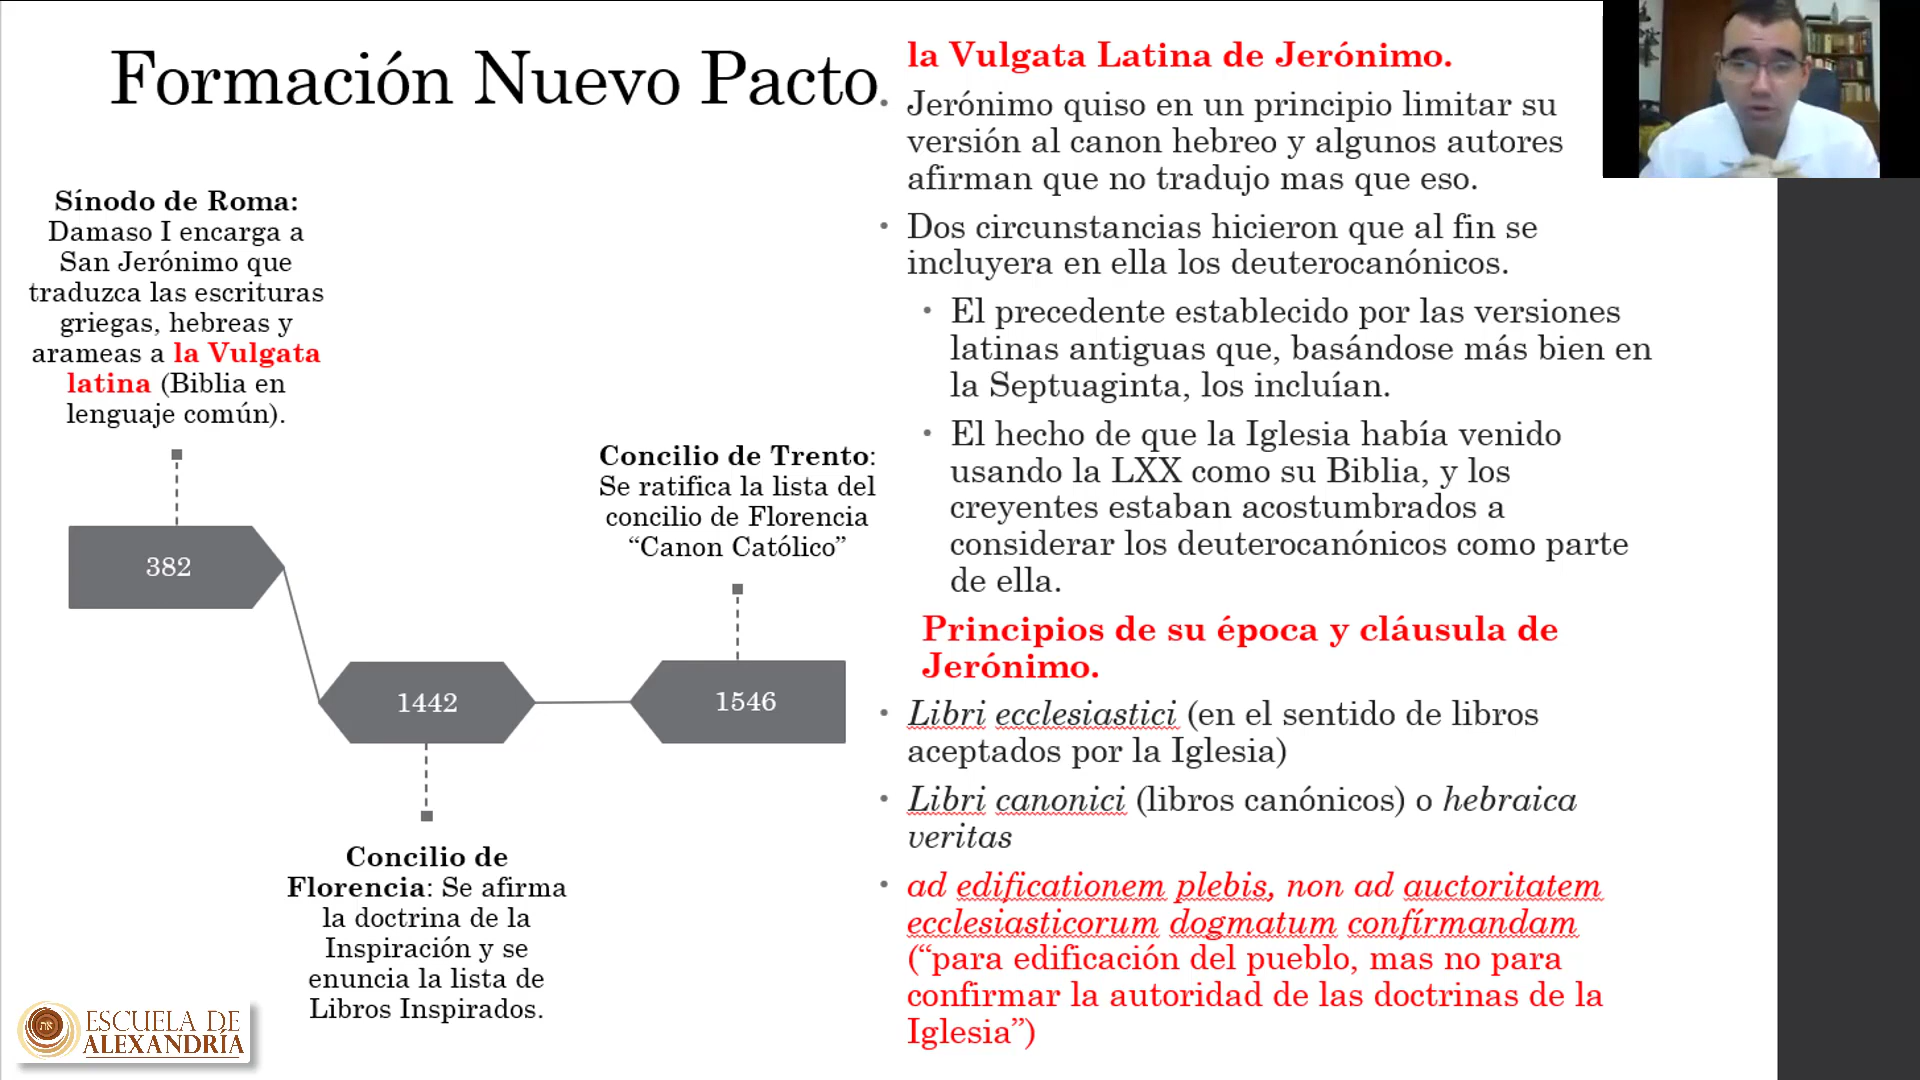 Formación Nuevo Pacto
Sínodo de Roma:
Damaso I encarga a
San Jerónimo que
traduzca las escrituras
griegas, hebreas y
arameas a la Vulgata
latina (Biblia en
lenguaje común).
382
1442
1546
Concilio de Trento:
Se ratifica la lista del
concilio de Florencia
“Canon Católico”
Concilio de
Florencia: Se afirma
la doctrina de la
Inspiración y se
enuncia la lista de
Libros Inspirados.
la Vulgata Latina de Jerónimo.
• Jerónimo quiso en un principio limitar su
versión al canon hebreo y algunos autores
afirman que no tradujo mas que eso.
• Dos circunstancias hicieron que al fin se
incluyera en ella los deuterocanónicos.
• El precedente establecido por las versiones
latinas antiguas que, basándose más bien en
la Septuaginta, los incluían.
• El hecho de que la Iglesia había venido
usando la LXX como su Biblia, y los
creyentes estaban acostumbrados a
considerar los deuterocanónicos como parte
de ella.
Principios de su época y cláusula de
Jerónimo.
• Libri ecclesiastici (en el sentido de libros
aceptados por la Iglesia)
• Libri canonici (libros canónicos) o hebraica
veritas
• ad edificationem plebis, non ad auctoritatem
ecclesiasticorum dogmatum confírmandam
(“para edificación del pueblo, mas no para
confirmar la autoridad de las doctrinas de la
Iglesia”)
ESCUELA DE
ALEXANDRÍA